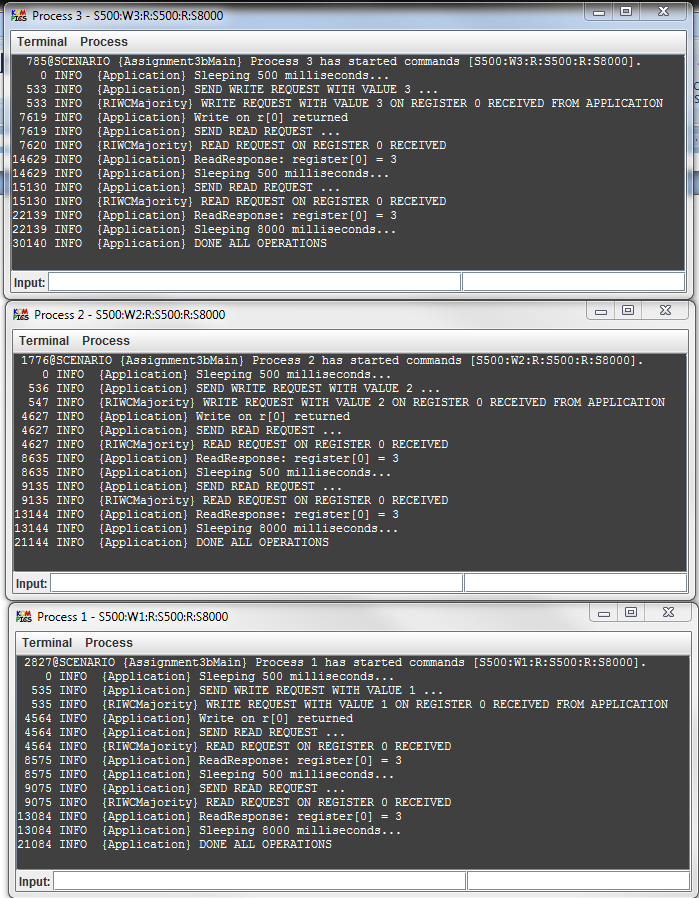 Process 3 - S500:W3:R:S500:R:S8000
Terminal Process
785@SCENARIO {Assignment3bMain} Process 3 has started commands [S500:W3:R:S500:R:S8000].
0 INFO {Application} Sleeping 500 milliseconds...
533 INFO {Application} SEND WRITE REQUEST WITH VALUE 3 ...
533 INFO {RIWCMajority} WRITE REQUEST WITH VALUE 3 ON REGISTER 0 RECEIVED FROM APPLICATION
7619 INFO {Application} Write on r[0] returned
7619 INFO {Application} SEND READ REQUEST ...
7620 INFO {RIWCMajority} READ REQUEST ON REGISTER 0 RECEIVED
14629 INFO {Application} ReadResponse: register[0] = 3
14629 INFO {Application} Sleeping 500 milliseconds...
15130 INFO {Application} SEND READ REQUEST ...
15130 INFO {RIWCMajority} READ REQUEST ON REGISTER 0 RECEIVED
22139 INFO {Application} ReadResponse: register[0] = 3
22139 INFO {Application} Sleeping 8000 milliseconds...
30140 INFO {Application} DONE ALL OPERATIONS
Input:
Process 2 - S500:W2:R:S500:R:S8000
Terminal Process
1776@SCENARIO {Assignment3bMain} Process 2 has started commands [S500:W2:R:S500:R:S8000].
0 INFO {Application} Sleeping 500 milliseconds...
536 INFO {Application} SEND WRITE REQUEST WITH VALUE 2 ...
547 INFO {RIWCMajority} WRITE REQUEST WITH VALUE 2 ON REGISTER 0 RECEIVED FROM APPLICATION
4627 INFO {Application} Write on r[0] returned
4627 INFO {Application} SEND READ REQUEST ...
4627 INFO {RIWCMajority} READ REQUEST ON REGISTER 0 RECEIVED
8635 INFO {Application} ReadResponse: register[0] = 3
8635 INFO {Application} Sleeping 500 milliseconds...
9135 INFO {Application} SEND READ REQUEST ...
9135 INFO {RIWCMajority} READ REQUEST ON REGISTER 0 RECEIVED
13144 INFO {Application} ReadResponse: register[0] = 3
13144 INFO {Application} Sleeping 8000 milliseconds...
21144 INFO {Application} DONE ALL OPERATIONS
Input:
Process 1 - S500:W1:R:S500:R:S8000
Terminal Process
2827@SCENARIO {Assignment3bMain} Process 1 has started commands [S500:W1:R:S500:R:S8000].
0 INFO {Application} Sleeping 500 milliseconds...
535 INFO {Application} SEND WRITE REQUEST WITH VALUE 1 ...
535 INFO {RIWCMajority} WRITE REQUEST WITH VALUE 1 ON REGISTER 0 RECEIVED FROM APPLICATION
4564 INFO {Application} Write on r[0] returned
4564 INFO {Application} SEND READ REQUEST ...
4564 INFO {RIWCMajority} READ REQUEST ON REGISTER 0 RECEIVED
8575 INFO {Application} ReadResponse: register[0] = 3
8575 INFO {Application} Sleeping 500 milliseconds...
9075 INFO {Application} SEND READ REQUEST ...
9075 INFO {RIWCMajority} READ REQUEST ON REGISTER 0 RECEIVED
13084 INFO {Application} ReadResponse: register[0] = 3
13084 INFO {Application} Sleeping 8000 milliseconds...
21084 INFO {Application} DONE ALL OPERATIONS
Input: